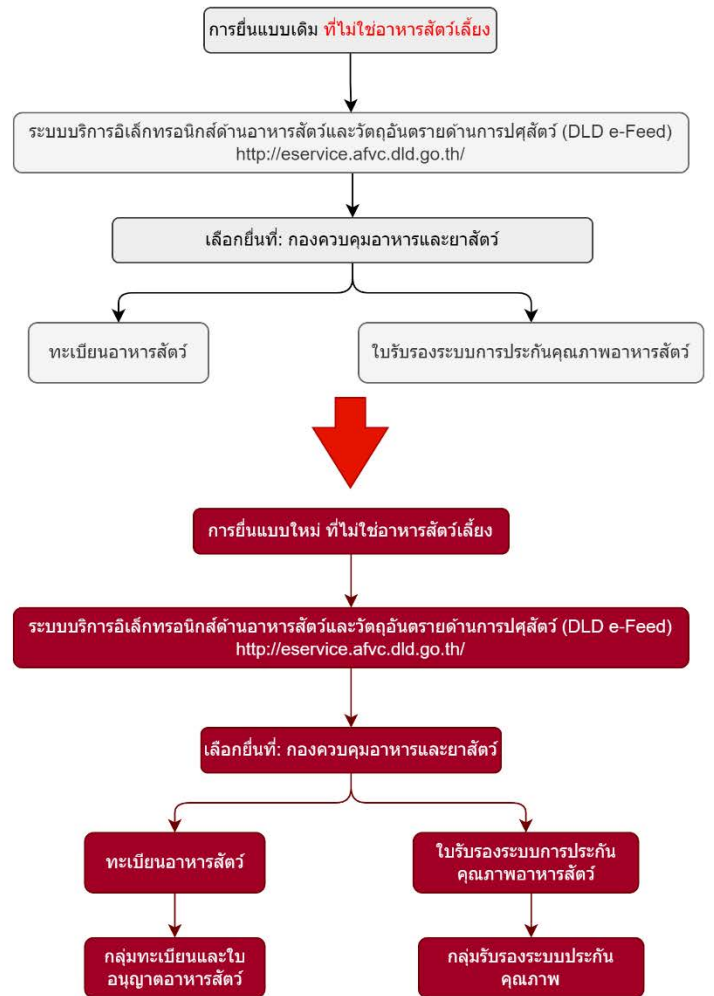 การยื่นแบบเดิม ที่ไม่ใช่อาหารสัตว์เลี้ยง
ระบบบริการอิเล็กทรอนิกส์ด้านอาหารสัตว์และวัตถุอันตรายด้านการปศุสัตว์ (DLD e-Feed)
http://eservice.afvc.dld.go.th/
เลือกยื่นที่: กองควบคุมอาหารและยาสัตว์
ทะเบียนอาหารสัตว์
ใบรับรองระบบการประกันคุณภาพอาหารสัตว์
การยื่นแบบใหม่ ที่ไม่ใช่อาหารสัตว์เลี้ยง
ระบบบริการอิเล็กทรอนิกส์ด้านอาหารสัตว์และวัตถุอันตรายด้านการปศุสัตว์ (DLD e-Feed)
http://eservice.afvc.dld.go.th/
เลือกยื่นที่: กองควบคุมอาหารและยาสัตว์
ทะเบียนอาหารสัตว์
ใบรับรองระบบการประกัน
คุณภาพอาหารสัตว์
กลุ่มทะเบียนและใบ
อนุญาตอาหารสัตว์
กลุ่มรับรองระบบประกัน
คุณภาพ